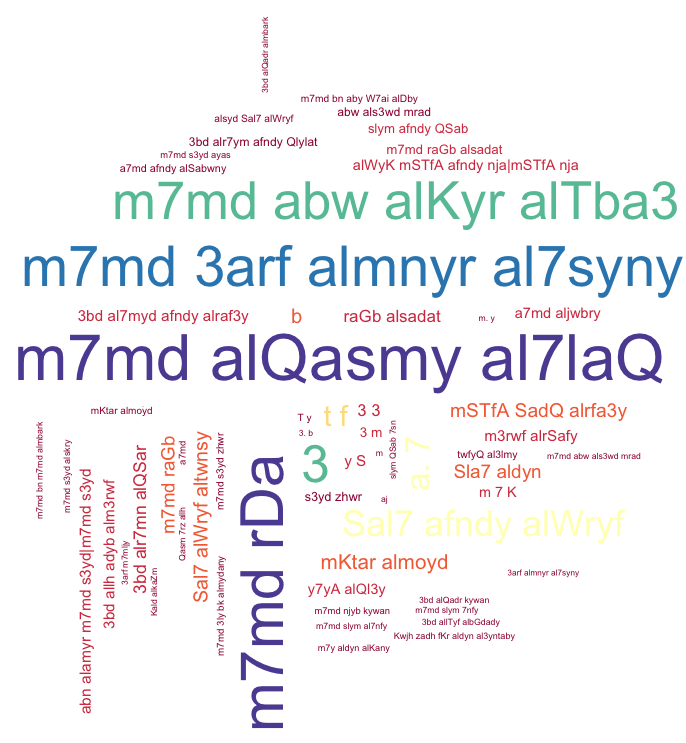 3bd alQadr almbark
m7md bn aby W7ai alDby
alsyd Sal7 alWryf
abw als3wd mrad
slym afndy QSab
3bd alr7ym afndy Qlylat
m7md raGb alsadat
m7md s3yd ayas
a7md afndy alSabwny
alWyK mSTfA afndy nja|mSTfA nja
m7md abw alKyr alTba3
m7md 3arf almnyr al7syny
3bd al7myd afndy alraf3y
b
raGb alsadat
m. y
a7md aljwbry
m7md alQasmy al7laQ
mKtar almoyd
T y
t f
3 3
mSTfA SadQ alrfa3y
3. b
3 m
m3rwf alrSafy
m7md bn m7md almbark
m7md s3yd alskry
abn alamyr m7md s3yd|m7md s3yd
3bd allh adyb alm3rwf
3arf m7mljy
3bd alr7mn alQSar
Kald alkaZm
m7md raGb
a7md
Qasm 7rz allh
Sal7 alWryf altwnsy
m7md s3yd zhwr
m7md 3ly bk almydany
m7md rDa
3
y S
m
slym QSab 7sn
a. 7
twfyQ al3lmy
m7md abw als3wd mrad
Sla7 aldyn
s3yd zhwr
aj
m 7 K
Sal7 afndy alWryf
mKtar almoyd
3arf almnyr al7syny
y7yA alQl3y
3bd alQadr kywan
m7md njyb kywan
m7md slym 7nfy
m7md slym al7nfy
3bd alITyf albGdady
Kwjh zadh fKr aldyn al3yntaby
m7y aldyn alKany